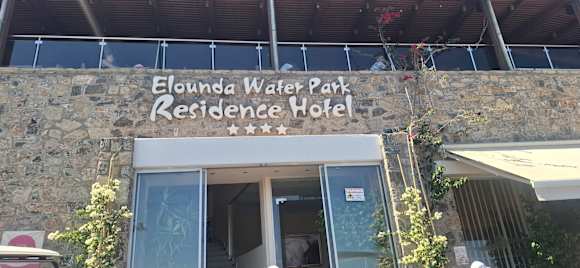 Elounda Water Park
Residence Hotel